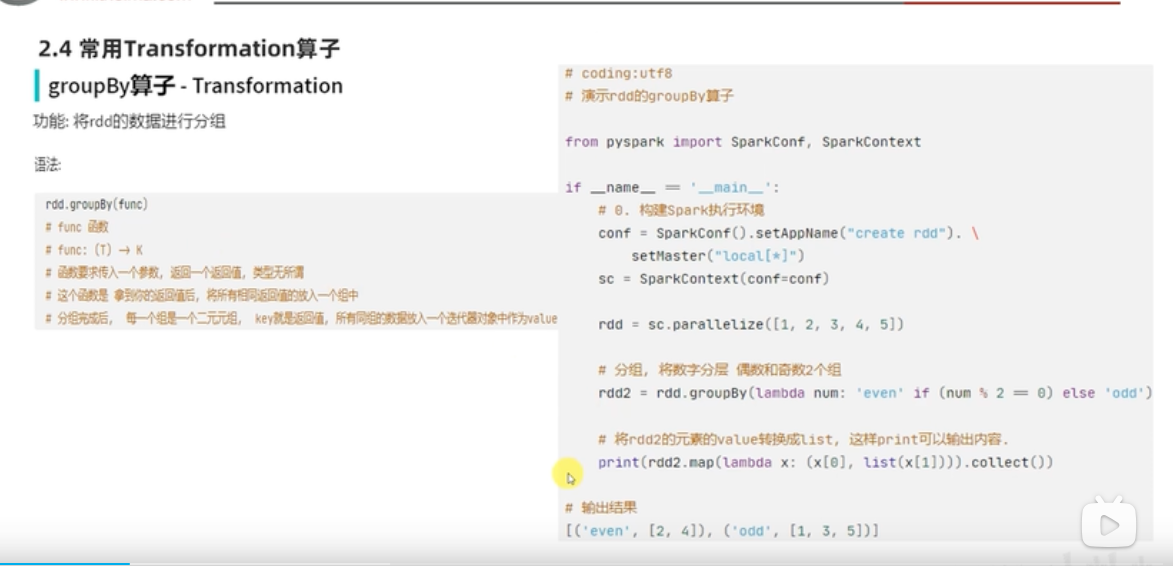 2.4 常用Transformation算子
groupBy算子 - Transformation
功能: 将rdd的数据进行分组
语法:
rdd.groupBy(func)
# func 函数
# func: (T) → K
# 函数要求传入一个参数, 返回一个返回值, 类型无所谓
# 这个函数是 拿到你的返回值后, 将所有相同返回值的放入一个组中
# 分组完成后, 每一个组是一个二元元组, key就是返回值, 所有同组的数据放入一个迭代器对象中作为value
# coding:utf8
# 演示rdd的groupBy算子
from pyspark import SparkConf, SparkContext
if __name__ == '__main__':
# 0. 构建Spark执行环境
conf = SparkConf().setAppName("create rdd"). \
setMaster("local[*]")
sc = SparkContext(conf=conf)
rdd = sc.parallelize([1, 2, 3, 4, 5])
# 分组, 将数字分层 偶数和奇数2个组
rdd2 = rdd.groupBy(lambda num: 'even' if (num % 2 == 0) else 'odd')
# 将rdd2的元素的value转换成list, 这样print可以输出内容.
print(rdd2.map(lambda x: (x[0], list(x[1]))).collect())
# 输出结果
[('even', [2, 4]), ('odd', [1, 3, 5])]